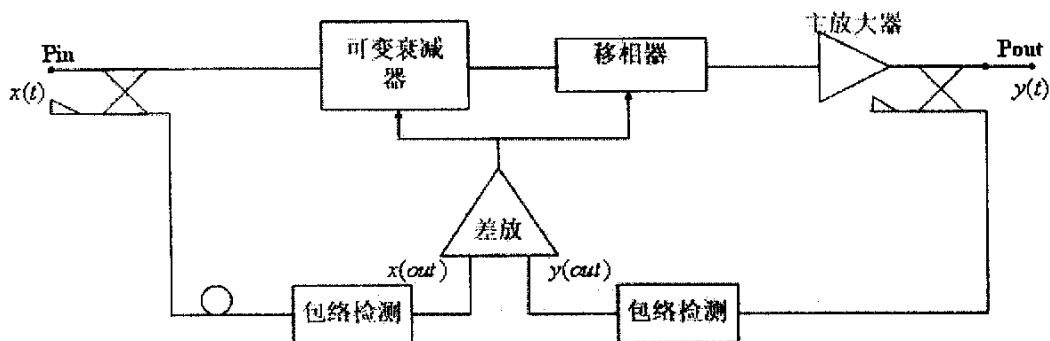 Pin
x(t)
可变衰减
器
移相器
主放大器
Pout
y(t)
差放
x(out)
y(out)
包络检测
包络检测